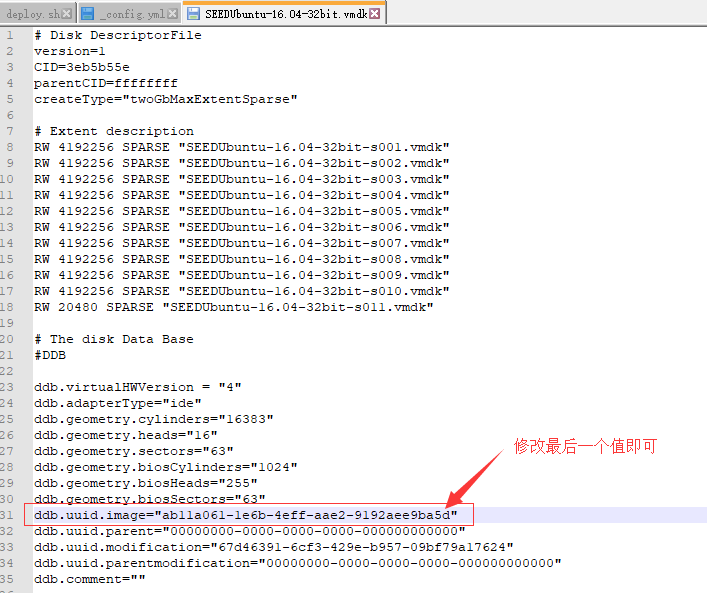 deploy.sh _config.yml SEEDUbuntu-16.04-32bit.vmdk
1 # Disk DescriptorFile
2 version=1
3 CID=3eb5b55e
4 parentCID=ffffffff
5 createType="twoGbMaxExtentSparse"
6
7 # Extent description
8 RW 4192256 SPARSE "SEEDUbuntu-16.04-32bit-s001.vmdk"
9 RW 4192256 SPARSE "SEEDUbuntu-16.04-32bit-s002.vmdk"
10 RW 4192256 SPARSE "SEEDUbuntu-16.04-32bit-s003.vmdk"
11 RW 4192256 SPARSE "SEEDUbuntu-16.04-32bit-s004.vmdk"
12 RW 4192256 SPARSE "SEEDUbuntu-16.04-32bit-s005.vmdk"
13 RW 4192256 SPARSE "SEEDUbuntu-16.04-32bit-s006.vmdk"
14 RW 4192256 SPARSE "SEEDUbuntu-16.04-32bit-s007.vmdk"
15 RW 4192256 SPARSE "SEEDUbuntu-16.04-32bit-s008.vmdk"
16 RW 4192256 SPARSE "SEEDUbuntu-16.04-32bit-s009.vmdk"
17 RW 4192256 SPARSE "SEEDUbuntu-16.04-32bit-s010.vmdk"
18 RW 20480 SPARSE "SEEDUbuntu-16.04-32bit-s011.vmdk"
19
20 # The disk Data Base
21 #DDB
22
23 ddb.virtualHWVersion = "4"
24 ddb.adapterType="ide"
25 ddb.geometry.cylinders="16383"
26 ddb.geometry.heads="16"
27 ddb.geometry.sectors="63"
修改最后一个值即可
28 ddb.geometry.biosCylinders="1024"
29 ddb.geometry.biosHeads="255"
30 ddb.geometry.biosSectors="63"
31 ddb.uuid.image="ab11a061-1e6b-4eff-aae2-9192aee9ba5d"
32 ddb.uuid.parent="00000000-0000-0000-0000-000000000000"
33 ddb.uuid.modification="67d46391-6cf3-429e-b957-09bf79a17624"
34 ddb.uuid.parentmodification="00000000-0000-0000-0000-000000000000"
35 ddb.comment=""